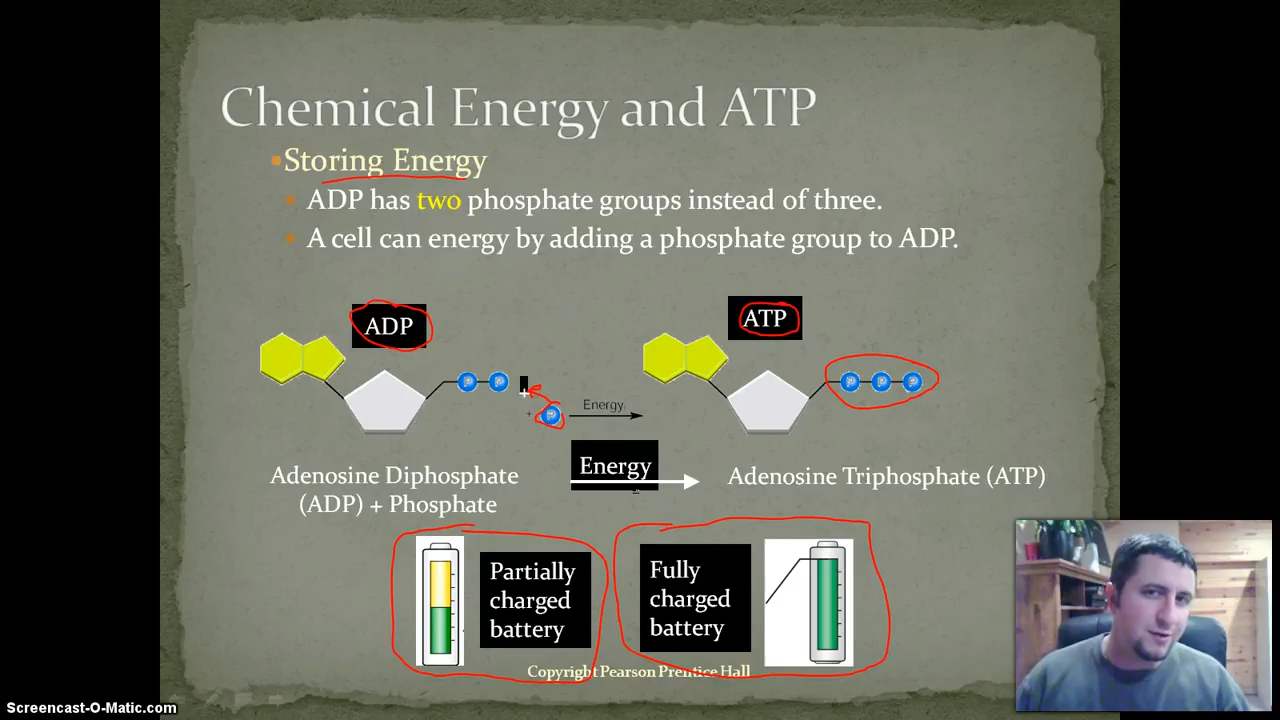 Chemical Energy and ATP
•Storing Energy
• ADP has two phosphate groups instead of three.
• A cell can energy by adding a phosphate group to ADP.
ADP
ATP
P P
+
+ P
Energy
P P P
Energy
Adenosine Diphosphate
(ADP) + Phosphate
Adenosine Triphosphate (ATP)
Partially
charged
battery
Fully
charged
battery
Copyright Pearson Prentice Hall
Screencast-O-Matic.com